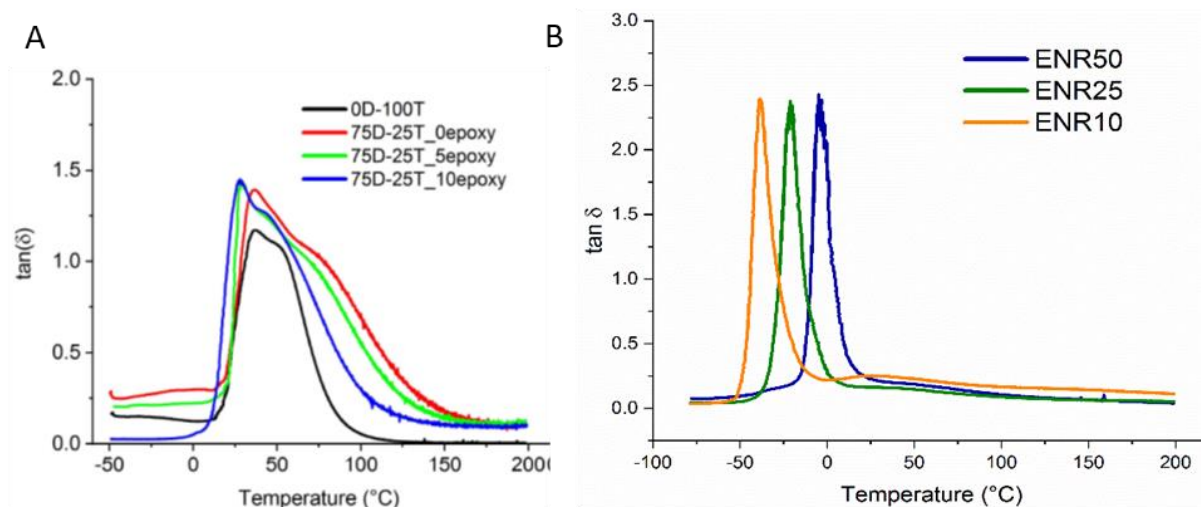 A
2.0
1.5
1.0
0.5
0.0
tan(δ)
0D-100T
75D-25T_0epoxy
75D-25T_5epoxy
75D-25T_10epoxy
-50 0 50 100 150 200
Temperature (°C)
B
3.0
2.5
2.0
1.5
1.0
0.5
0.0
tan δ
ENR50
ENR25
ENR10
-100 -50 0 50 100 150 200
Temperature (°C)